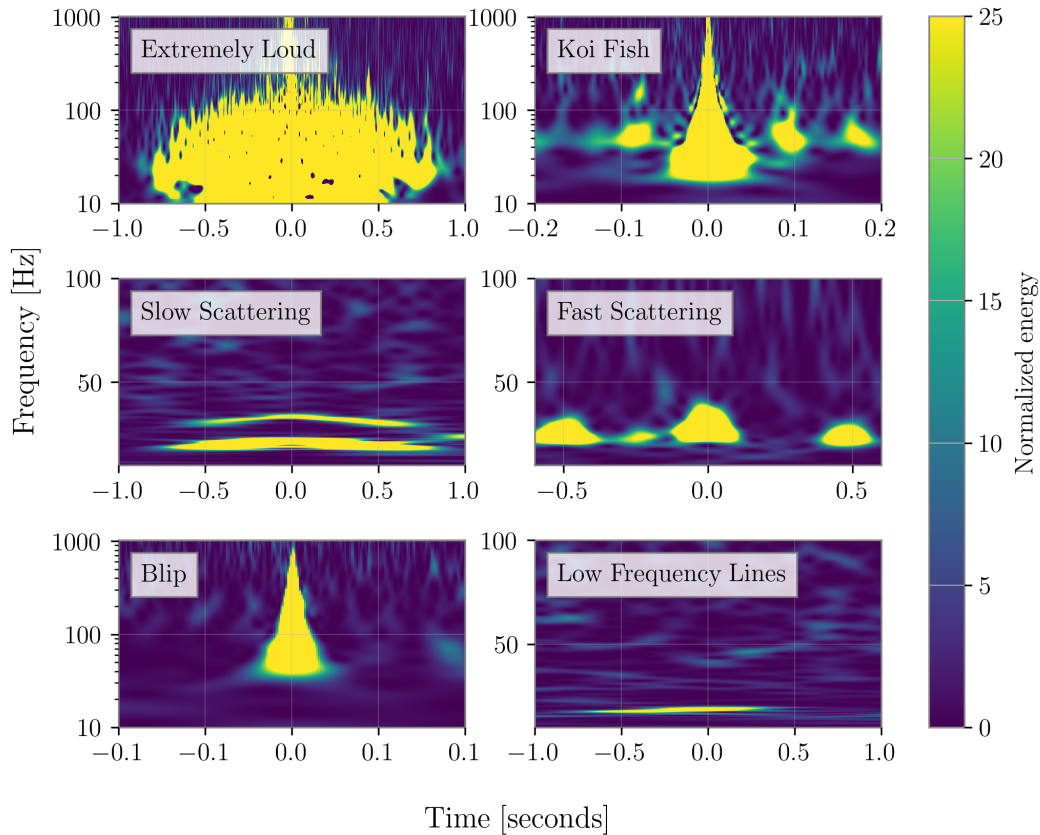 1000
100
10
Extremely Loud
−1.0 −0.5 0.0 0.5 1.0
1000
100
10
Koi Fish
−0.2 −0.1 0.0 0.1 0.2
100
50
Slow Scattering
−1.0 −0.5 0.0 0.5 1.0
100
50
Fast Scattering
−0.5 0.0 0.5
1000
100
10
Blip
−0.1 −0.1 0.0 0.1 0.1
100
50
Low Frequency Lines
−1.0 −0.5 0.0 0.5 1.0
Frequency [Hz]
Time [seconds]
25
20
15
10
5
0
Normalized energy